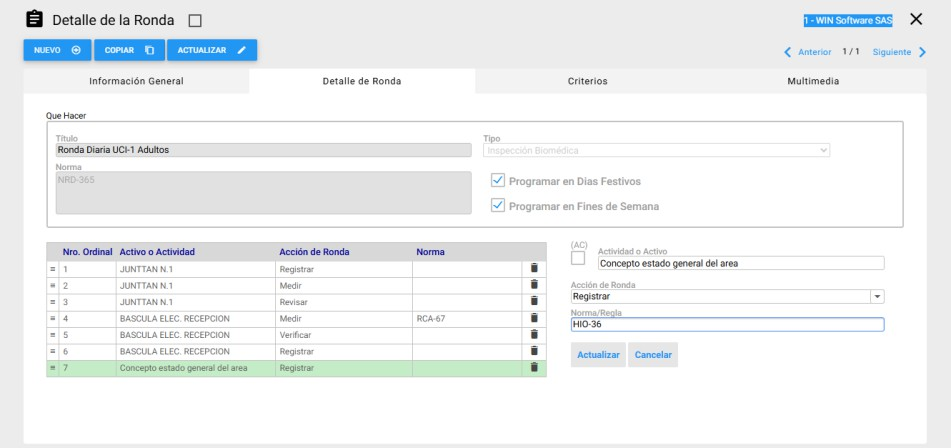 Detalle de la Ronda
1 - WIN Software SAS
NUEVO COPIAR ACTUALIZAR
Anterior 1 / 1 Siguiente
Información General Detalle de Ronda Criterios Multimedia
Que Hacer
Título
Ronda Diaria UCI-1 Adultos
Tipo
Inspección Biomédica
Norma
NRD-365
Programar en Dias Festivos
Programar en Fines de Semana
Nro. Ordinal Activo o Actividad Acción de Ronda Norma
1 JUNTTAN N.1 Registrar
2 JUNTTAN N.1 Medir
3 JUNTTAN N.1 Revisar
4 BASCULA ELEC. RECEPCION Medir RCA-67
5 BASCULA ELEC. RECEPCION Verificar
6 BASCULA ELEC. RECEPCION Registrar
7 Concepto estado general del area Registrar
(AC)
Actividad o Activo
Concepto estado general del area
Acción de Ronda
Registrar
Norma/Regla
HIO-36
Actualizar Cancelar